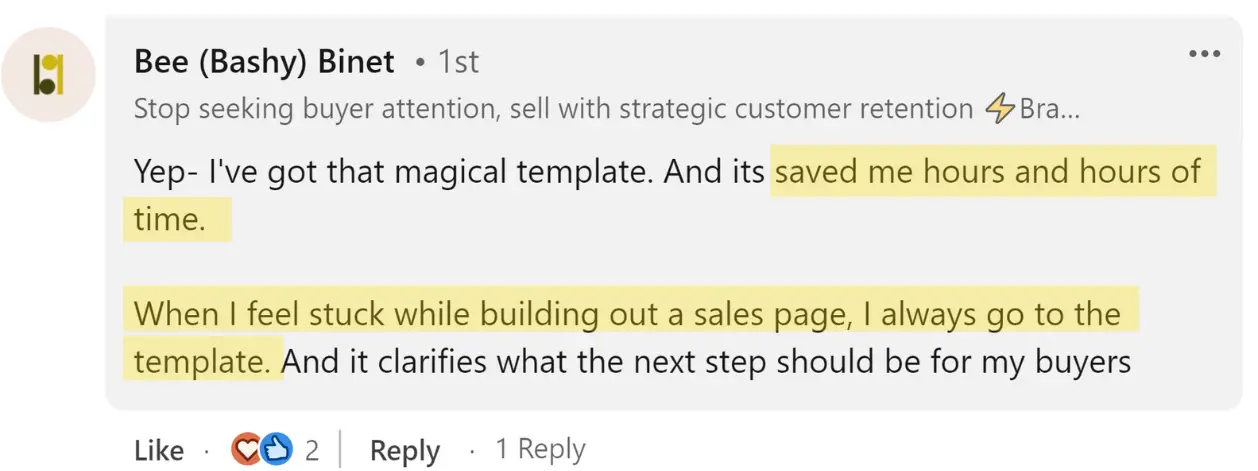 Bee (Bashy) Binet • 1st
Stop seeking buyer attention, sell with strategic customer retention ⚡Bra...
Yep- I've got that magical template. And its saved me hours and hours of
time.
When I feel stuck while building out a sales page, I always go to the
template. And it clarifies what the next step should be for my buyers
Like · 2 | Reply · 1 Reply